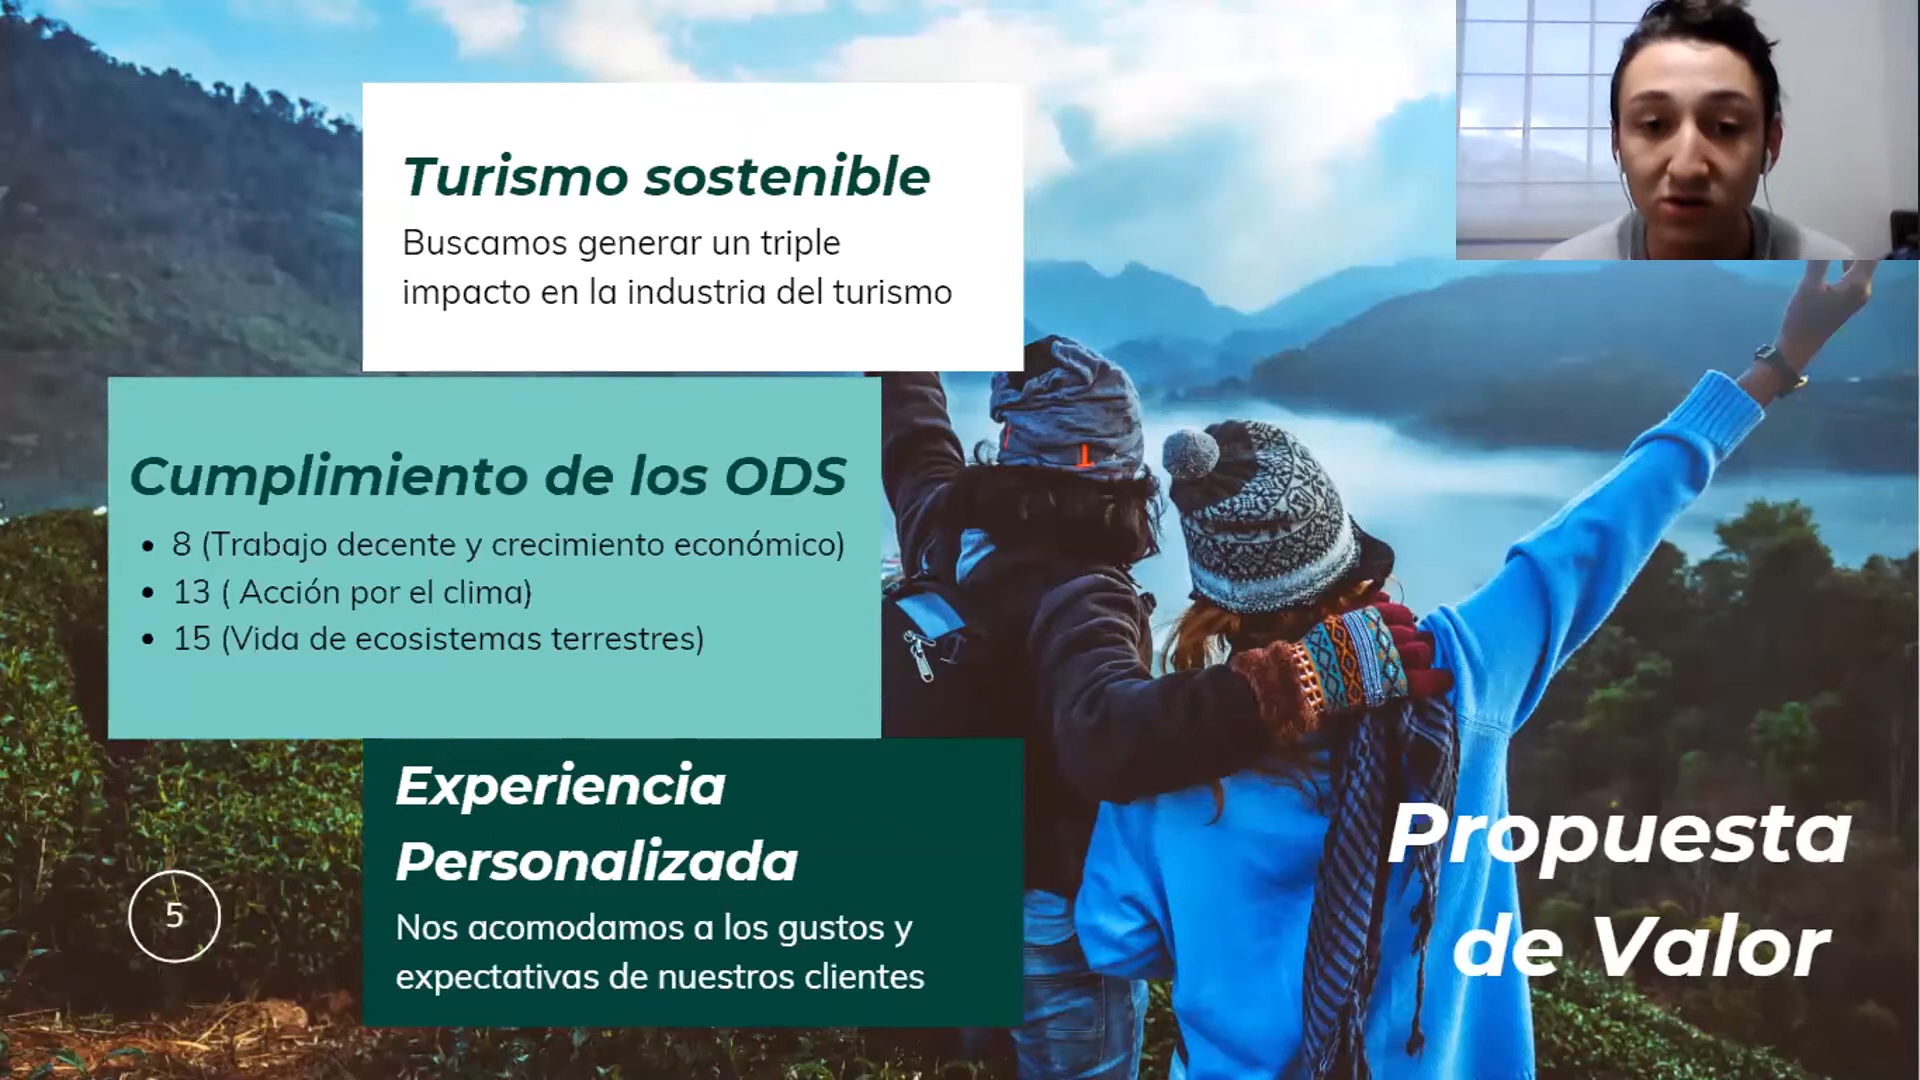 Turismo sostenible
Buscamos generar un triple
impacto en la industria del turismo
Cumplimiento de los ODS
• 8 (Trabajo decente y crecimiento económico)
• 13 ( Acción por el clima)
• 15 (Vida de ecosistemas terrestres)
Experiencia
Personalizada
Nos acomodamos a los gustos y
expectativas de nuestros clientes
5
Propuesta
de Valor